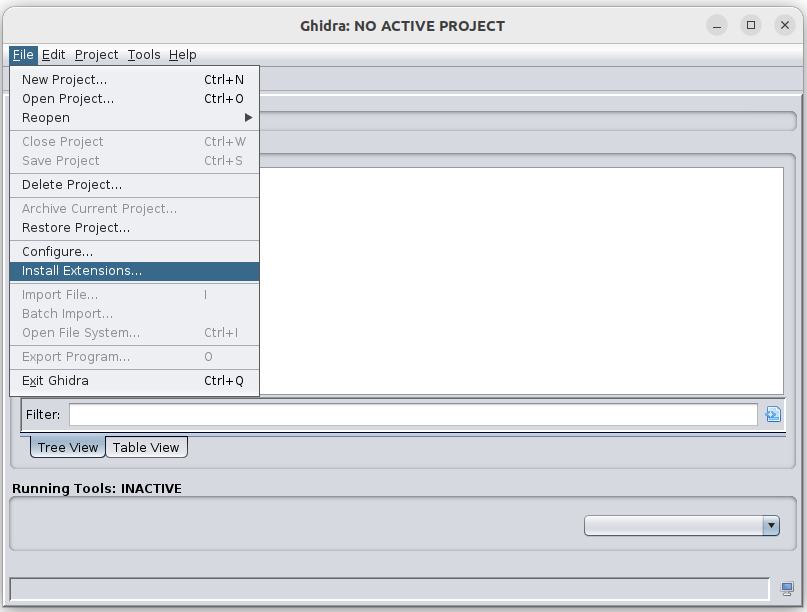 Ghidra: NO ACTIVE PROJECT
File Edit Project Tools Help
New Project... Ctrl+N
Open Project... Ctrl+O
Reopen
Close Project Ctrl+W
Save Project Ctrl+S
Delete Project...
Archive Current Project...
Restore Project...
Configure...
Install Extensions...
Import File... I
Batch Import...
Open File System... Ctrl+I
Export Program... O
Exit Ghidra Ctrl+Q
Filter:
Tree View Table View
Running Tools: INACTIVE